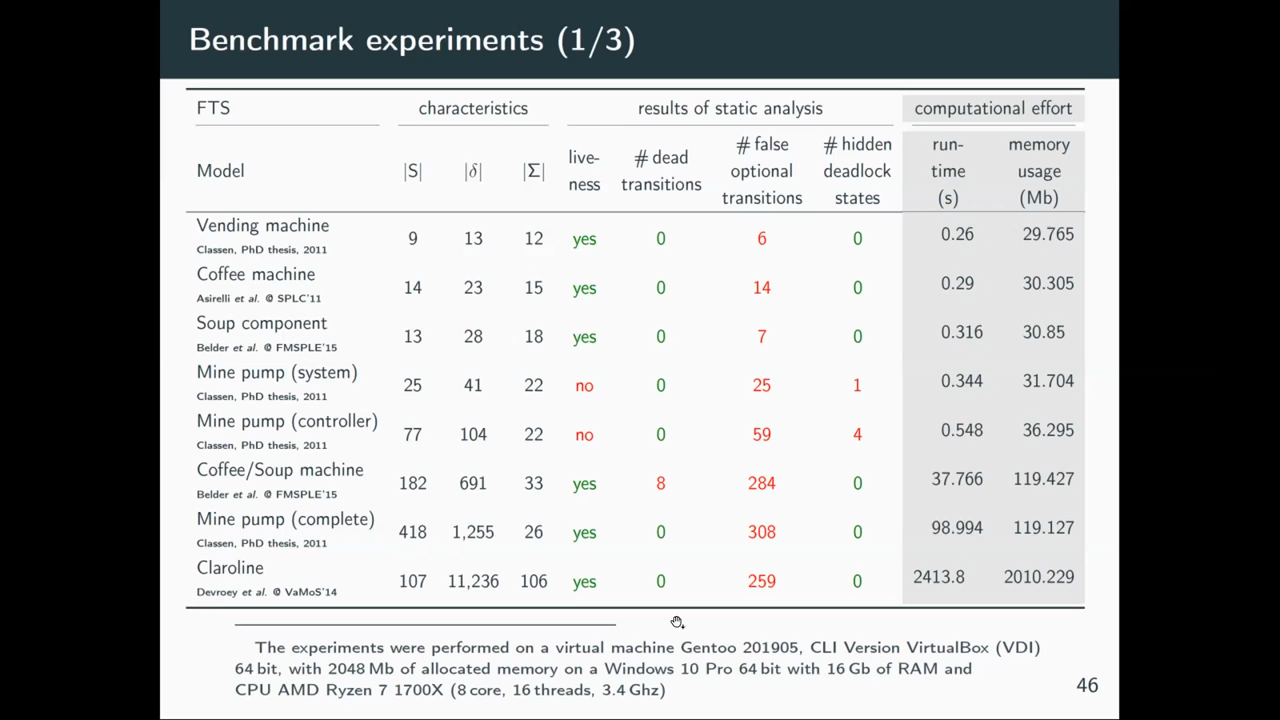 Benchmark experiments (1/3)
FTS characteristics results of static analysis computational effort
Model |S| |δ| |Σ| live-ness # dead transitions # false optional transitions # hidden deadlock states run-time (s) memory usage (Mb)
Vending machine 9 13 12 yes 0 6 0 0.26 29.765
Classen, PhD thesis, 2011
Coffee machine 14 23 15 yes 0 14 0 0.29 30.305
Asirelli et al. @ SPLC'11
Soup component 13 28 18 yes 0 7 0 0.316 30.85
Belder et al. @ FMSPLE'15
Mine pump (system) 25 41 22 no 0 25 1 0.344 31.704
Classen, PhD thesis, 2011
Mine pump (controller) 77 104 22 no 0 59 4 0.548 36.295
Classen, PhD thesis, 2011
Coffee/Soup machine 182 691 33 yes 8 284 0 37.766 119.427
Belder et al. @ FMSPLE'15
Mine pump (complete) 418 1,255 26 yes 0 308 0 98.994 119.127
Classen, PhD thesis, 2011
Claroline 107 11,236 106 yes 0 259 0 2413.8 2010.229
Devroey et al. @ VaMoS'14
The experiments were performed on a virtual machine Gentoo 201905, CLI Version VirtualBox (VDI)
64 bit, with 2048 Mb of allocated memory on a Windows 10 Pro 64 bit with 16 Gb of RAM and
CPU AMD Ryzen 7 1700X (8 core, 16 threads, 3.4 Ghz)
46